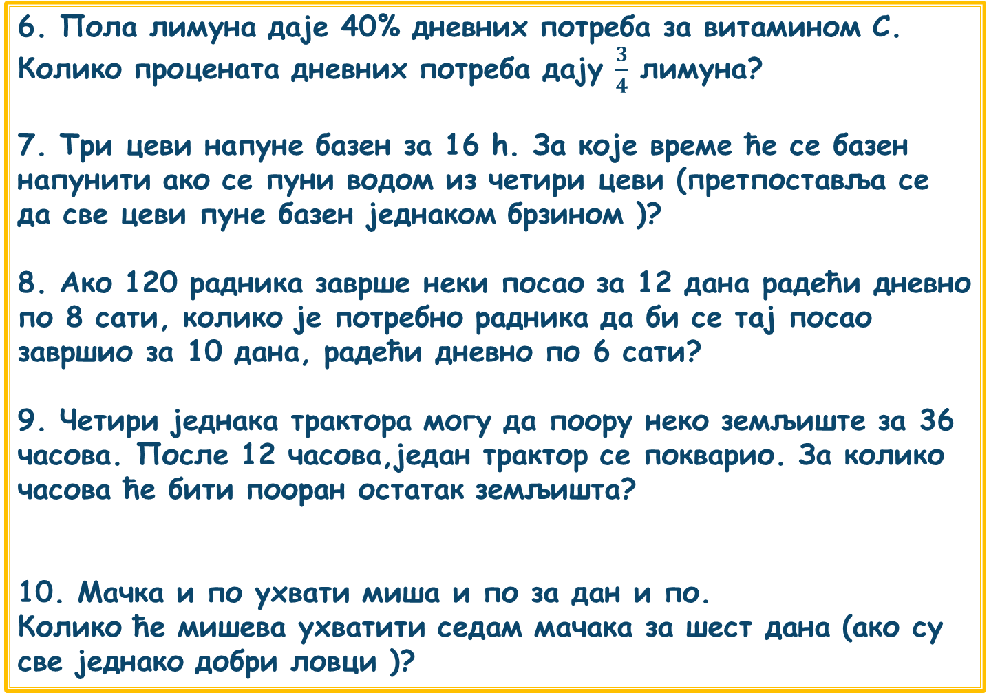 6. Пола лимуна даје 40% дневних потреба за витамином C.
Колико процената дневних потреба дају 3/4 лимуна?
7. Три цеви напуне базен за 16 h. За које време ће се базен
напунити ако се пуни водом из четири цеви (претпоставља се
да све цеви пуне базен једнаком брзином )?
8. Ако 120 радника заврше неки посао за 12 дана радећи дневно
по 8 сати, колико је потребно радника да би се тај посао
завршио за 10 дана, радећи дневно по 6 сати?
9. Четири једнака трактора могу да поору неко земљиште за 36
часова. После 12 часова,један трактор се покварио. За колико
часова ће бити пооран остатак земљишта?
10. Мачка и по ухвати миша и по за дан и по.
Колико ће мишева ухватити седам мачака за шест дана (ако су
све једнако добри ловци )?